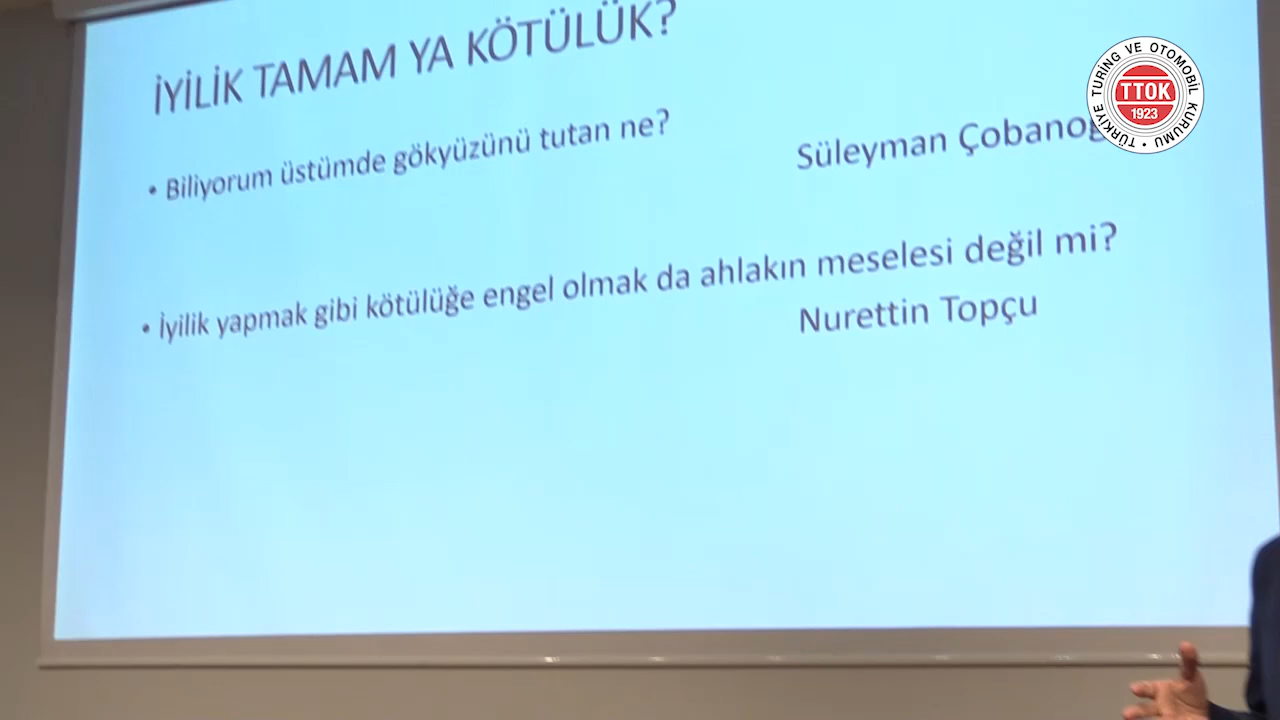 İYİLİK TAMAM YA KÖTÜLÜK?
• Biliyorum üstümde gökyüzünü tutan ne?
Süleyman
• İyilik yapmak gibi kötülüğe engel olmak da ahlakın meselesi değil mi?
Nurettin Topçu
TÜRKİYE TURİNG VE OTOMOBİL KURUMU •
TTOK
1923